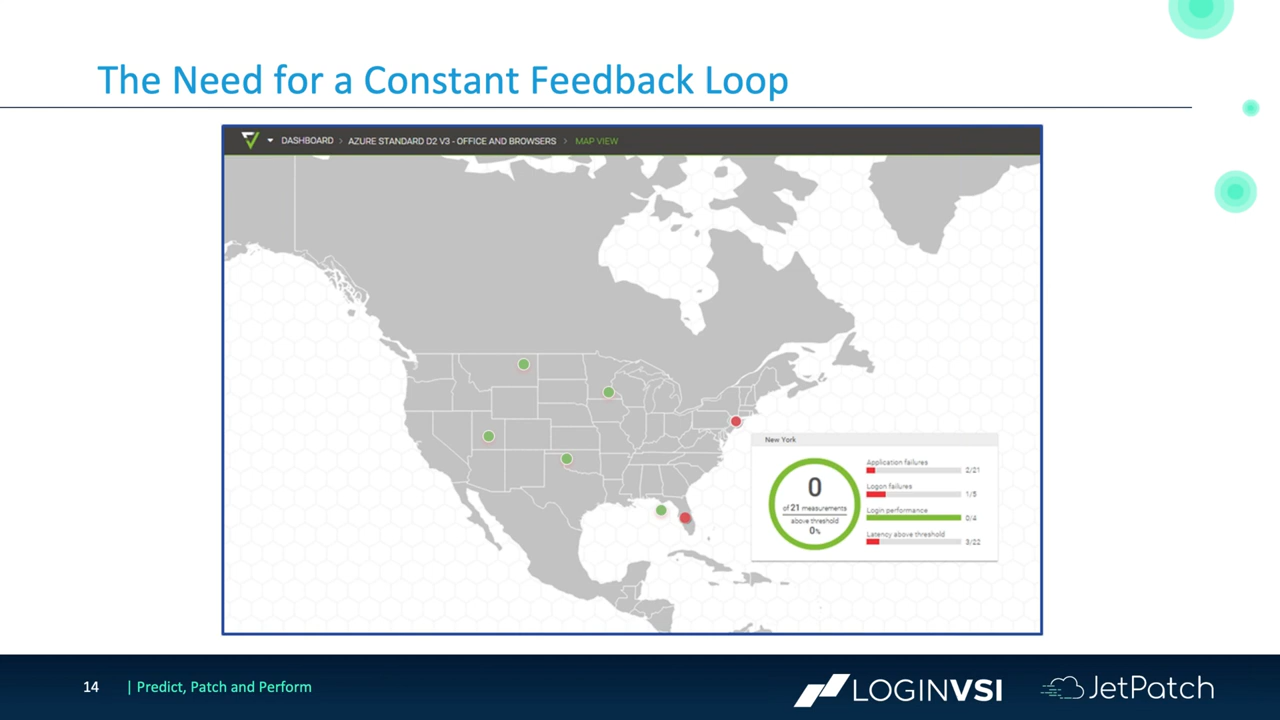 The Need for a Constant Feedback Loop
DASHBOARD > AZURE STANDARD D2 V3 - OFFICE AND BROWSERS > MAP VIEW
New York
0
of 21 measurements
above threshold
0%
Application failures
2/21
Logon failures
1/5
Login performance
0/4
Latency above threshold
3/22
14 | Predict, Patch and Perform
LOGINVSI
JetPatch